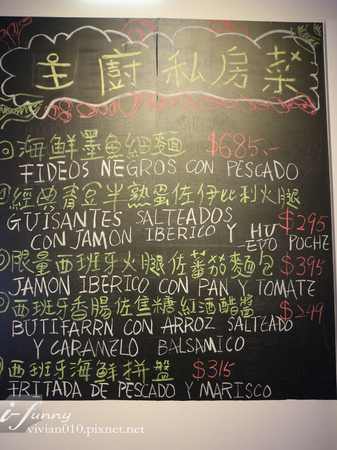 主廚私房菜
海鮮墨魚細麵 $685.-
FIDEOS NEGROS CON PESCADO
經典青豆半熟蛋佐伊比利火腿
GUISANTES SALTEADOS $295
CON JAMON IBERICO Y HUEVO POCHE
限量西班牙火腿佐蕃茄麵包 $395
JAMON IBERICO CON PAN Y TOMATE
西班牙香腸佐焦糖紅酒醋醬 $249
BUTIFARRN CON ARROZ SALTEADO
Y CARAMELO BALSAMICO
西班牙海鮮拼盤 $315
FRITADA DE PESCADO Y MARISCO
i-Funny
vivian010.pixnet.net